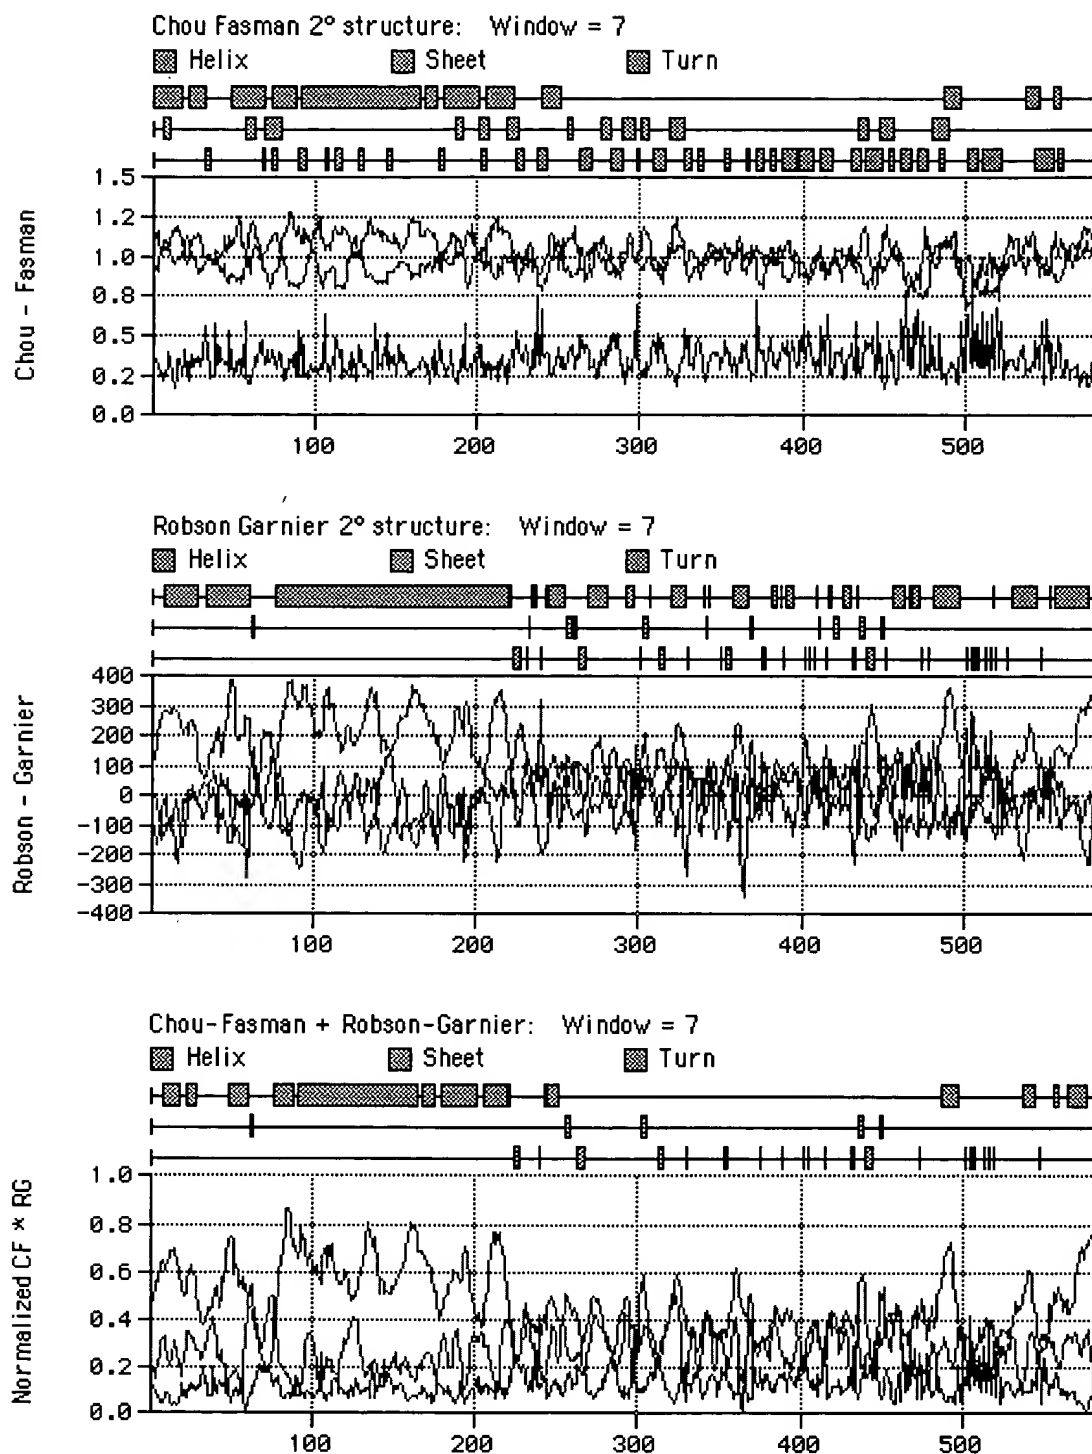 Chou Fasman 2° structure: Window = 7
Helix Sheet Turn
Chou - Fasman
1.5
1.2
1.0
0.8
0.5
0.2
0.0
100 200 300 400 500
Robson Garnier 2° structure: Window = 7
Helix Sheet Turn
Robson - Garnier
400
300
200
100
0
-100
-200
-300
-400
100 200 300 400 500
Chou-Fasman + Robson-Garnier: Window = 7
Helix Sheet Turn
Normalized CF * RG
1.0
0.8
0.6
0.4
0.2
0.0
100 200 300 400 500